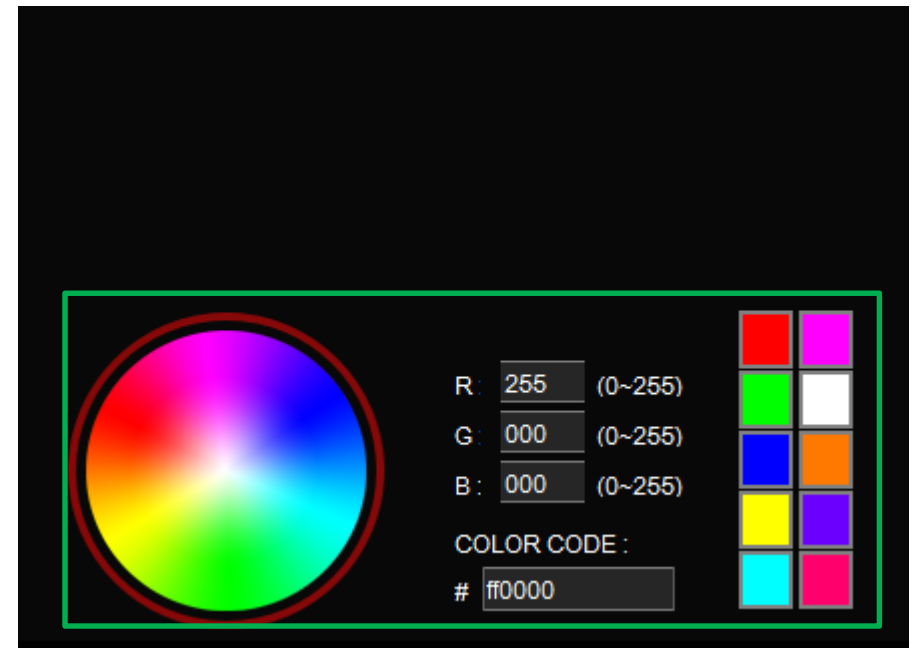 R: 255 (0~255)
G: 000 (0~255)
B: 000 (0~255)
COLOR CODE :
# ff0000